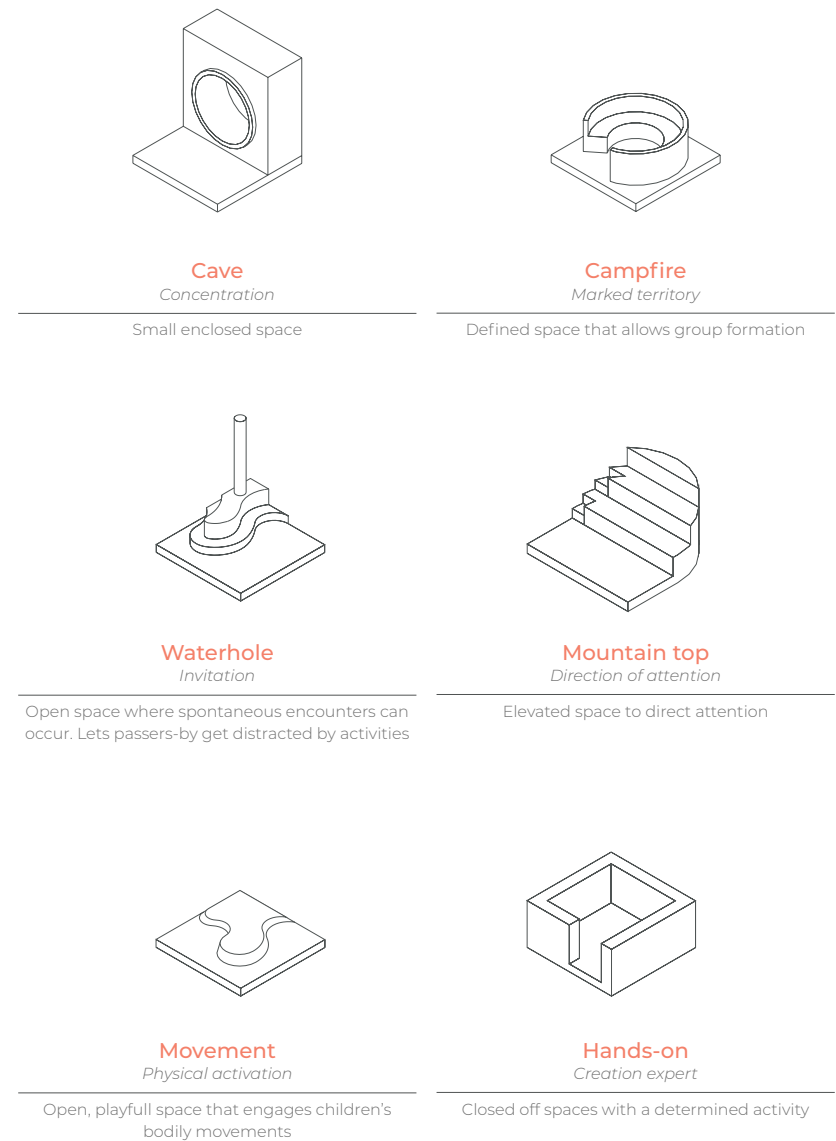 Cave
Concentration
Small enclosed space
Campfire
Marked territory
Defined space that allows group formation
Waterhole
Invitation
Open space where spontaneous encounters can
occur. Lets passers-by get distracted by activities
Mountain top
Direction of attention
Elevated space to direct attention
Movement
Physical activation
Open, playfull space that engages children's
bodily movements
Hands-on
Creation expert
Closed off spaces with a determined activity